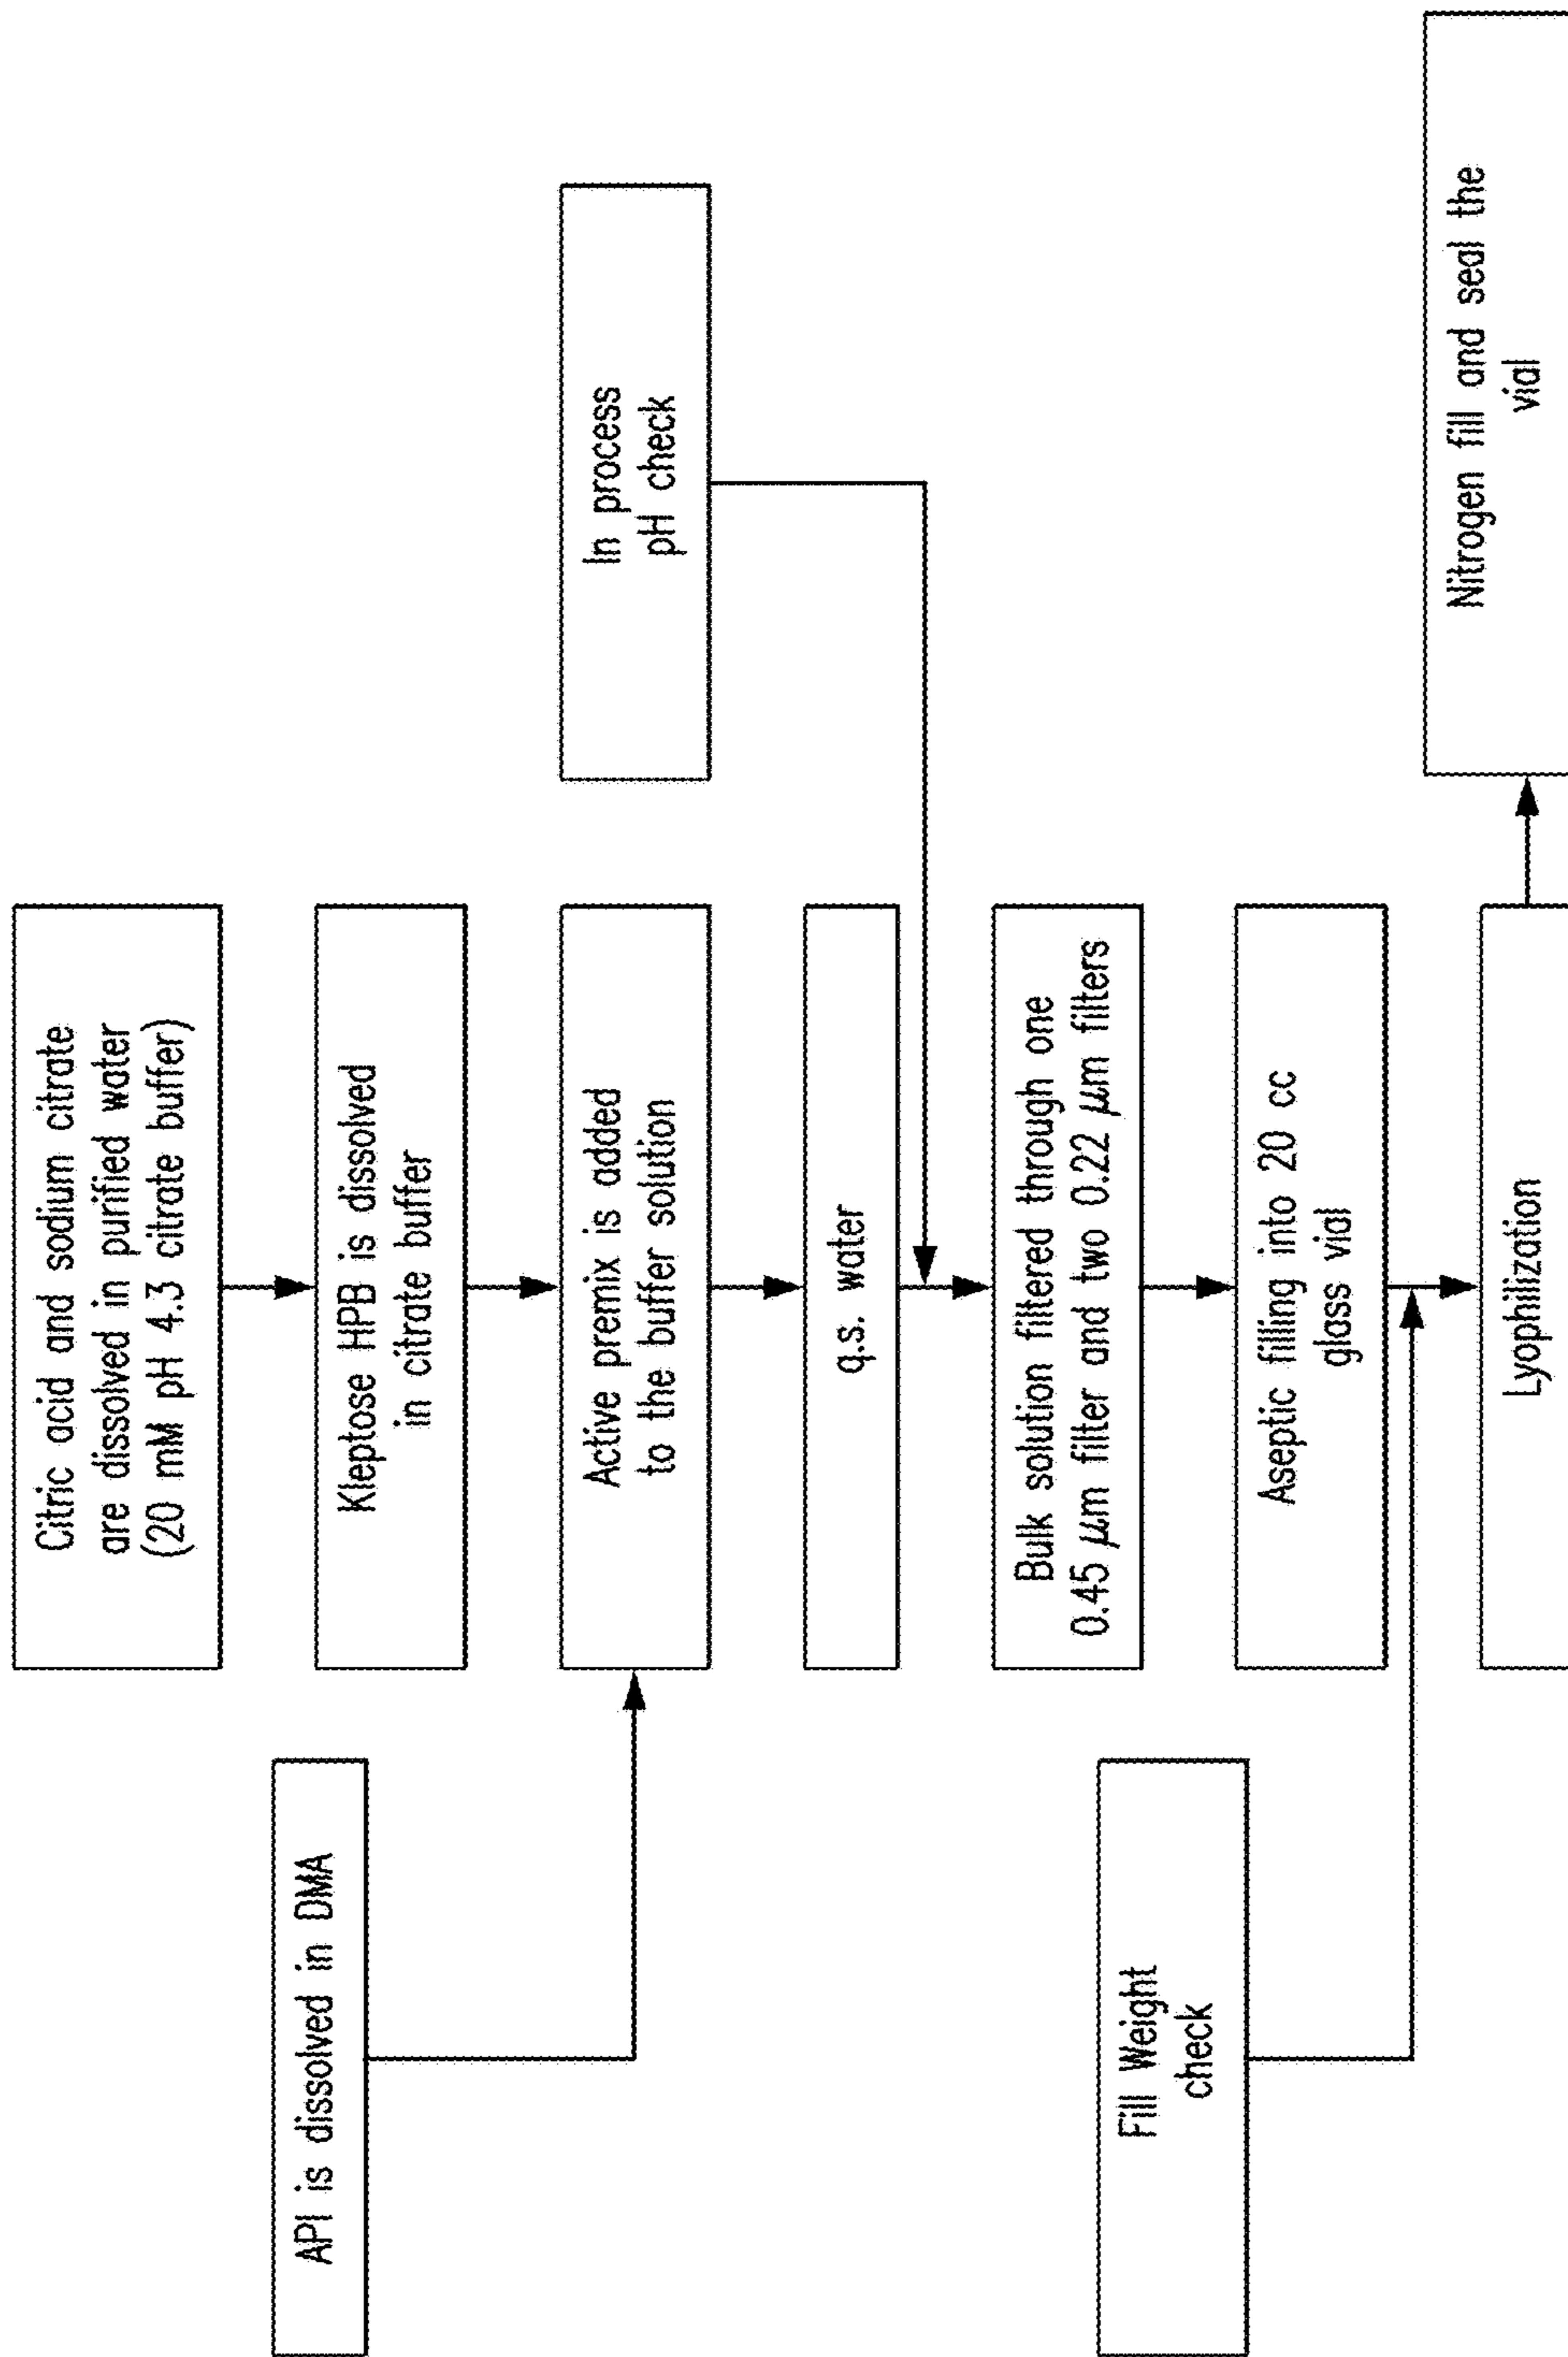 Citric acid and sodium citrate
are dissolved in purified water
(20 mM pH 4.3 citrate buffer)
API is dissolved in DMA
Kleptose HPB is dissolved
in citrate buffer
Active premix is added
to the buffer solution
In process
pH check
q.s. water
Bulk solution filtered through one
0.45 μm filter and two 0.22 μm filters
Fill Weight
check
Aseptic filling into 20 cc
glass vial
Lyophilization
Nitrogen fill and seal the
vial